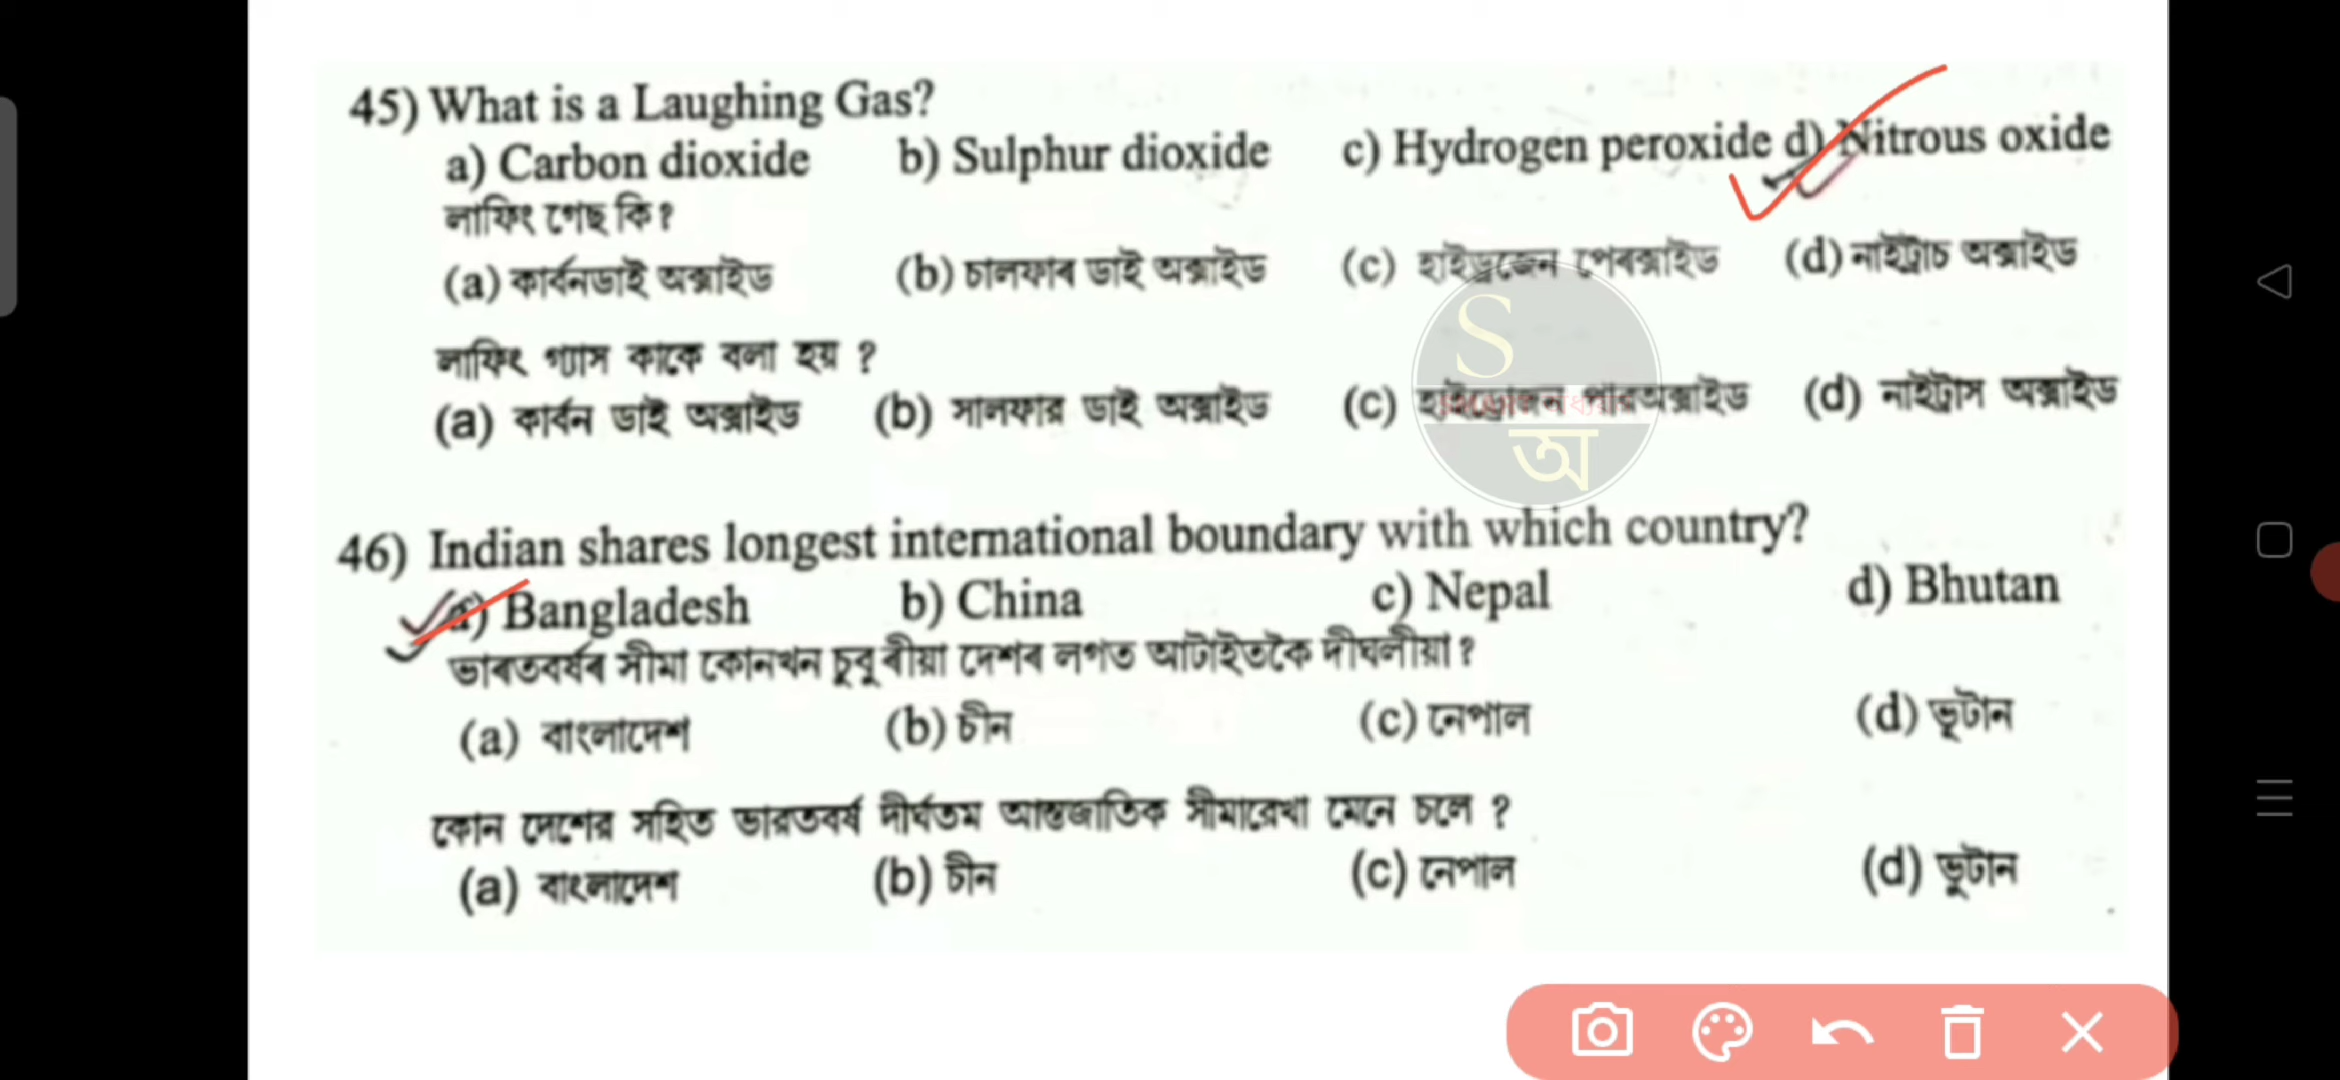 45) What is a Laughing Gas?
a) Carbon dioxide b) Sulphur dioxide c) Hydrogen peroxide d) Nitrous oxide
লাফিং গেছ কি?
(a) কাৰ্বনডাই অক্সাইড (b) চালফাৰ ডাই অক্সাইড (c) হাইড্ৰজেন পেৰক্সাইড (d) নাইট্ৰাচ অক্সাইড
লাফিং গ্যাস কাকে বলা হয় ?
(a) কার্বন ডাই অক্সাইড (b) সালফার ডাই অক্সাইড (c) হাইড্রোজেন পারঅক্সাইড (d) নাইট্রাস অক্সাইড
S
অ
46) Indian shares longest international boundary with which country?
a) Bangladesh b) China c) Nepal d) Bhutan
ভাৰতবৰ্ষৰ সীমা কোনখন চুবুৰীয়া দেশৰ লগত আটাইতকৈ দীঘলীয়া?
(a) বাংলাদেশ (b) চীন (c) নেপাল (d) ভূটান
কোন দেশের সহিত ভারতবর্ষ দীর্ঘতম আন্তজাতিক সীমারেখা মেনে চলে ?
(a) বাংলাদেশ (b) চীন (c) নেপাল (d) ভুটান